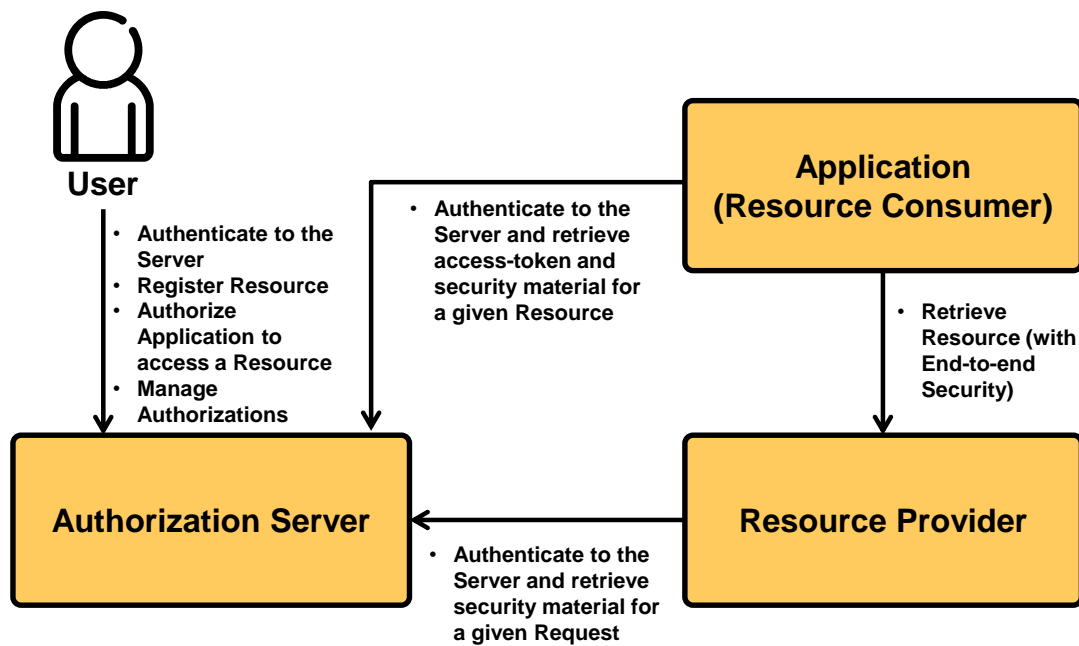 User
• Authenticate to the
Server
• Register Resource
• Authorize
Application to
access a Resource
• Manage
Authorizations
• Authenticate to the
Server and retrieve
access-token and
security material for
a given Resource
Application
(Resource Consumer)
• Retrieve
Resource (with
End-to-end
Security)
Authorization Server
• Authenticate to the
Server and retrieve
security material for
a given Request
Resource Provider